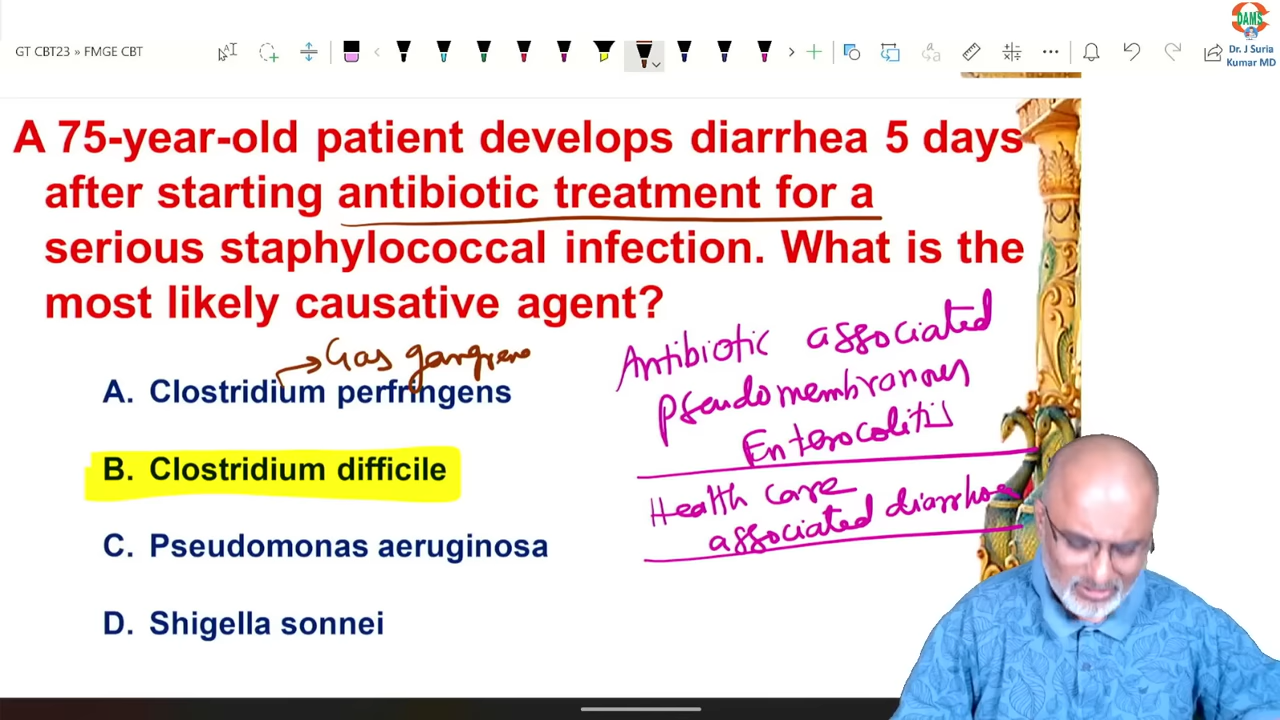 DAMS
GT CBT23 » FMGE CBT
Dr. J Suria
Kumar MD
A 75-year-old patient develops diarrhea 5 days
after starting antibiotic treatment for a
serious staphylococcal infection. What is the
most likely causative agent?
Gas gangrene
A. Clostridium perfringens
B. Clostridium difficile
C. Pseudomonas aeruginosa
D. Shigella sonnei
Antibiotic associated
pseudomembranous
Enterocolitis
Health care
associated diarrhoea